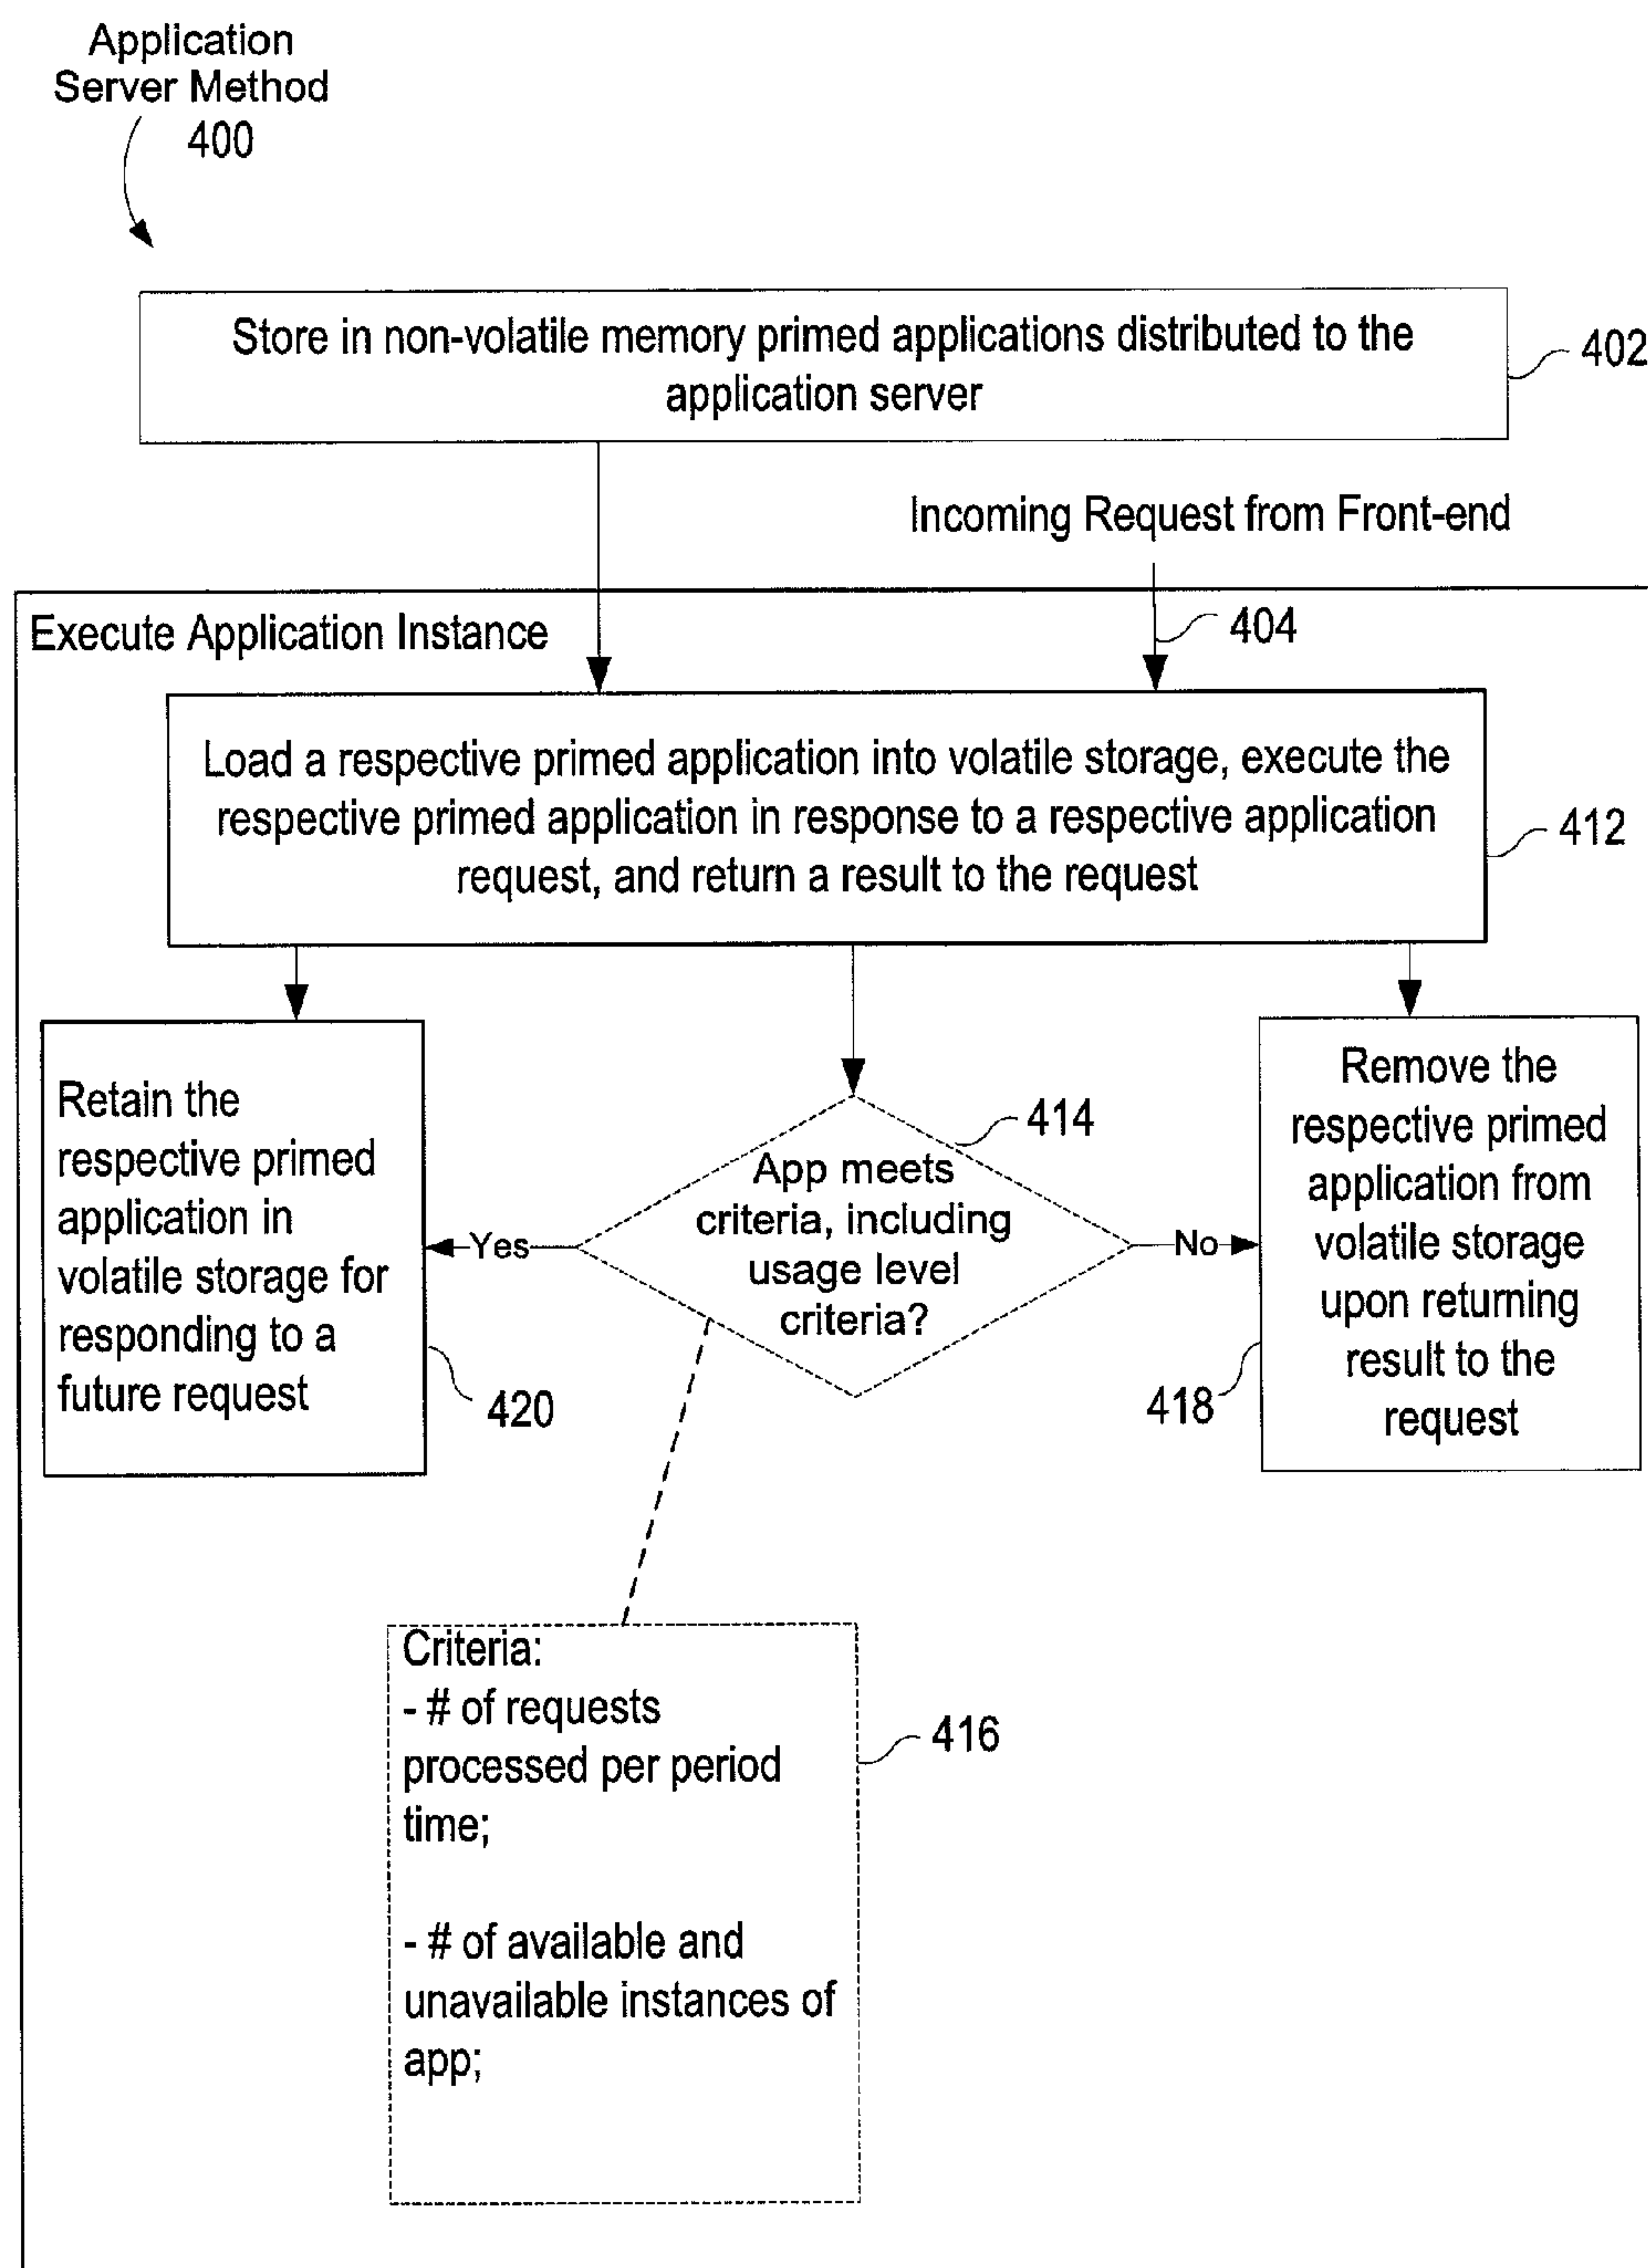 Application
Server Method
400
Store in non-volatile memory primed applications distributed to the
application server
402
Incoming Request from Front-end
404
Execute Application Instance
Load a respective primed application into volatile storage, execute the
respective primed application in response to a respective application
request, and return a result to the request
412
Retain the
respective primed
application in
volatile storage for
responding to a
future request
420
Yes
414
App meets
criteria, including
usage level
criteria?
No
Remove the
respective primed
application from
volatile storage
upon returning
result to the
request
418
Criteria:
- # of requests
processed per period
time;
- # of available and
unavailable instances of
app;
416